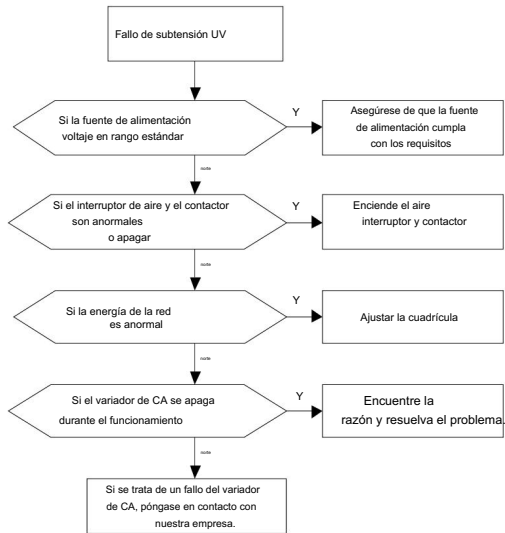 Fallo de subtensión UV
Si la fuente de alimentación
voltaje en rango estándar
Y
Asegúrese de que la fuente
de alimentación cumpla
con los requisitos
norte
Si el interruptor de aire y el contactor
son anormales
o apagar
Y
Enciende el aire
interruptor y contactor
norte
Si la energía de la red
es anormal
Y
Ajustar la cuadrícula
norte
Si el variador de CA se apaga
durante el funcionamiento
Y
Encuentre la
razón y resuelva el problema.
norte
Si se trata de un fallo del variador
de CA, póngase en contacto con
nuestra empresa.